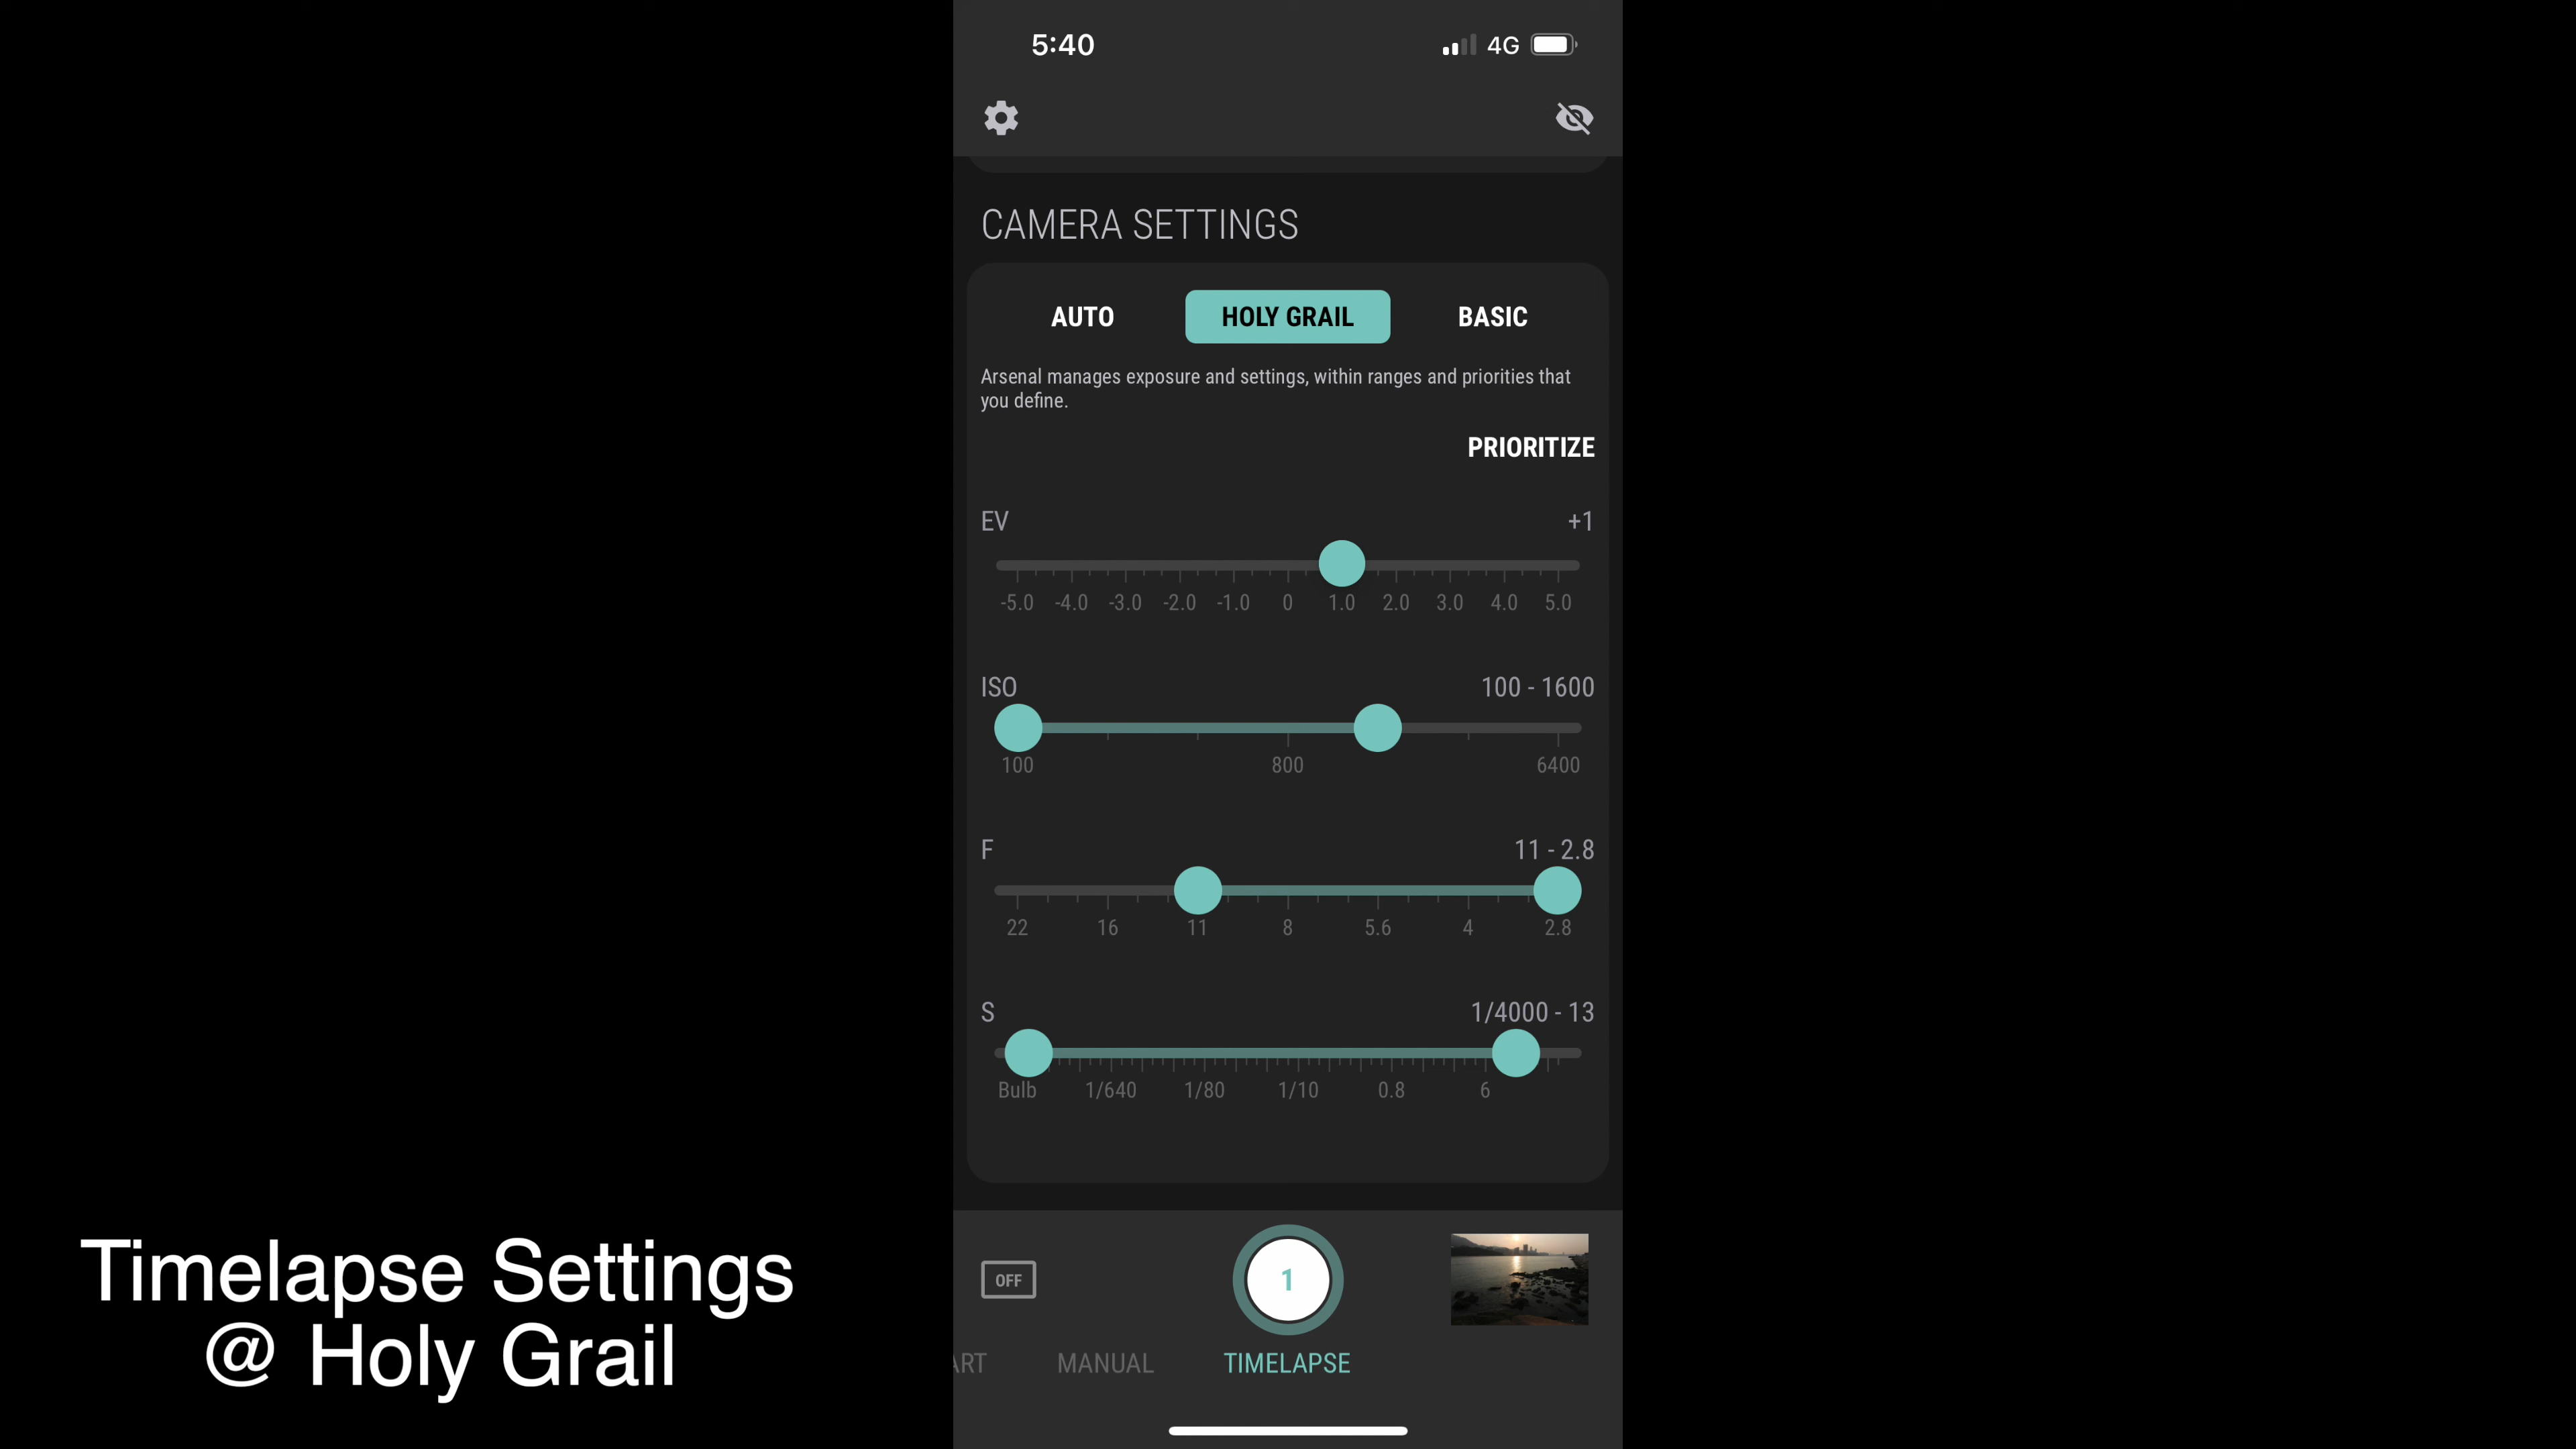 5:40 4G
CAMERA SETTINGS
AUTO HOLY GRAIL BASIC
Arsenal manages exposure and settings, within ranges and priorities that
you define.
PRIORITIZE
EV +1
-5.0 -4.0 -3.0 -2.0 -1.0 0 1.0 2.0 3.0 4.0 5.0
ISO 100 - 1600
100 800 6400
F 11 - 2.8
22 16 11 8 5.6 4 2.8
S 1/4000 - 13
Bulb 1/640 1/80 1/10 0.8 6
OFF 1
ART MANUAL TIMELAPSE
Timelapse Settings
@ Holy Grail